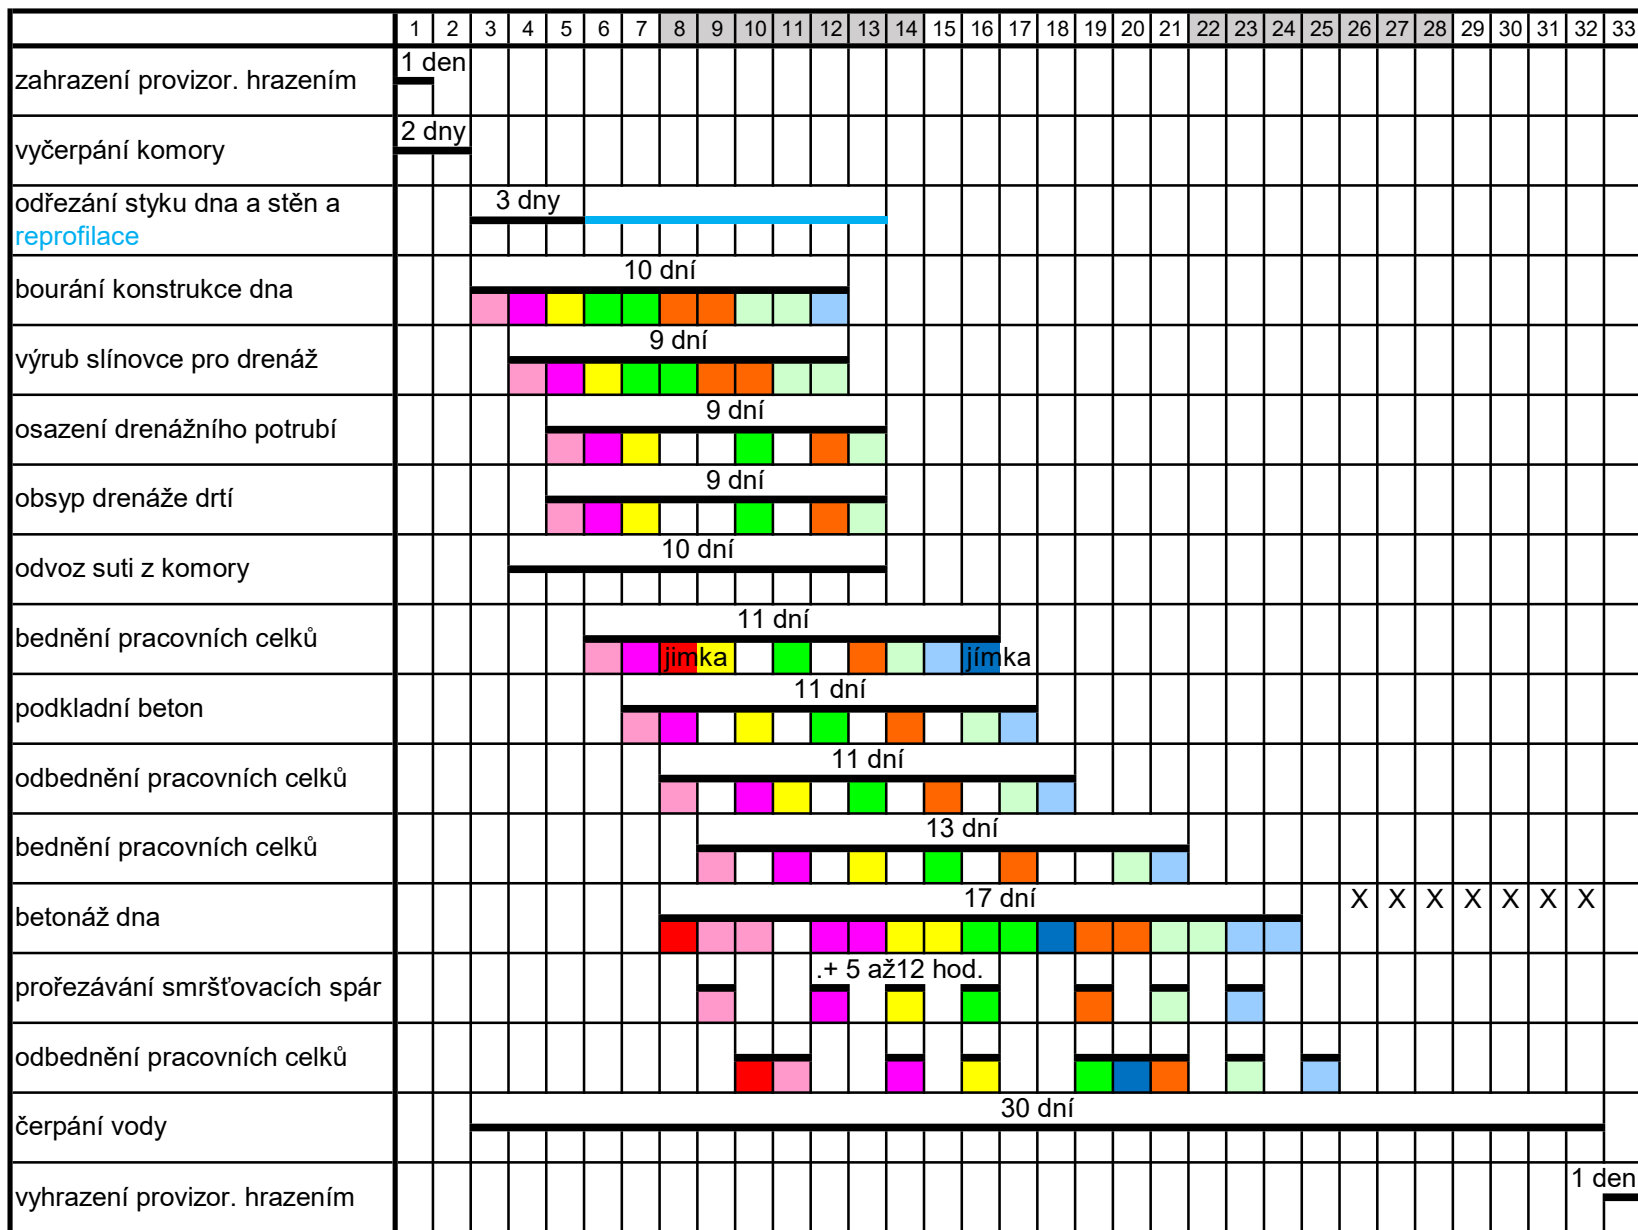 1 2 3 4 5 6 7 8 9 10 11 12 13 14 15 16 17 18 19 20 21 22 23 24 25 26 27 28 29 30 31 32 33
1 den
zahrazení provizor. hrazením
2 dny
vyčerpání komory
3 dny
odřezání styku dna a stěn a
reprofilace
10 dní
bourání konstrukce dna
9 dní
výrub slínovce pro drenáž
9 dní
osazení drenážního potrubí
9 dní
obsyp drenáže drtí
10 dní
odvoz suti z komory
11 dní
bednění pracovních celků
jimka jímka
11 dní
podkladní beton
11 dní
odbednění pracovních celků
13 dní
bednění pracovních celků
17 dní X X X X X X X
betonáž dna
.+ 5 až12 hod.
prořezávání smršťovacích spár
odbednění pracovních celků
30 dní
čerpání vody
1 den
vyhrazení provizor. hrazením